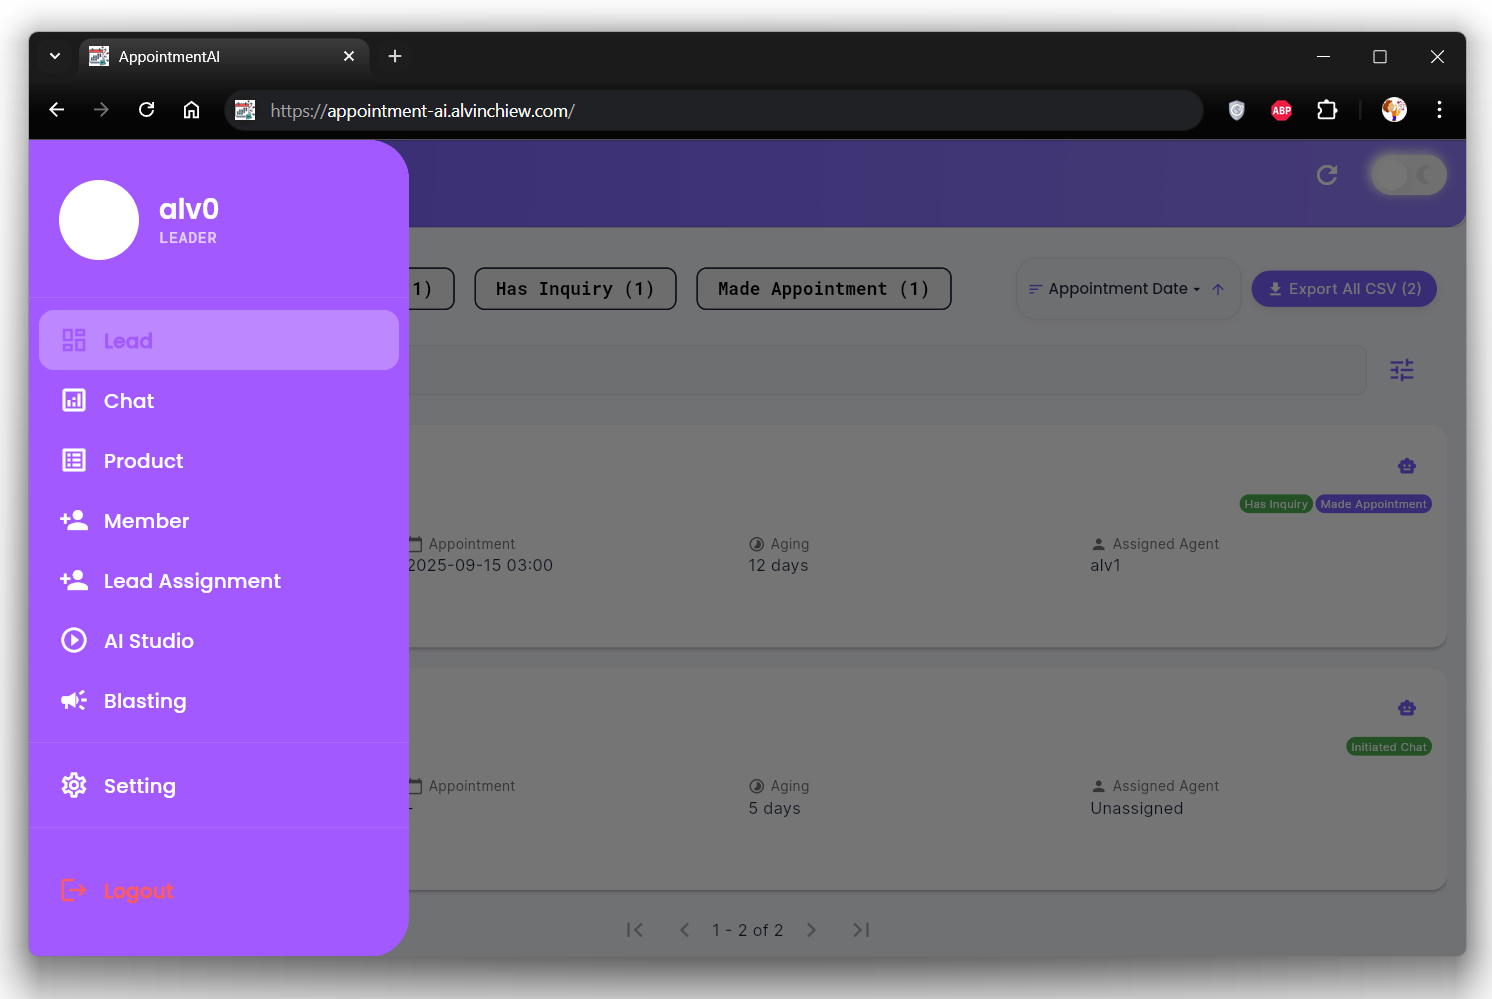 AppointmentAI
https://appointment-ai.alvinchiew.com/
ABP
alv0
LEADER
1)
Has Inquiry (1)
Made Appointment (1)
Appointment Date
Export All CSV (2)
Lead
Chat
Product
Member
Lead Assignment
AI Studio
Blasting
Setting
Logout
Has Inquiry
Made Appointment
Appointment
2025-09-15 03:00
Aging
12 days
Assigned Agent
alv1
Initiated Chat
Appointment
-
Aging
5 days
Assigned Agent
Unassigned
1 - 2 of 2